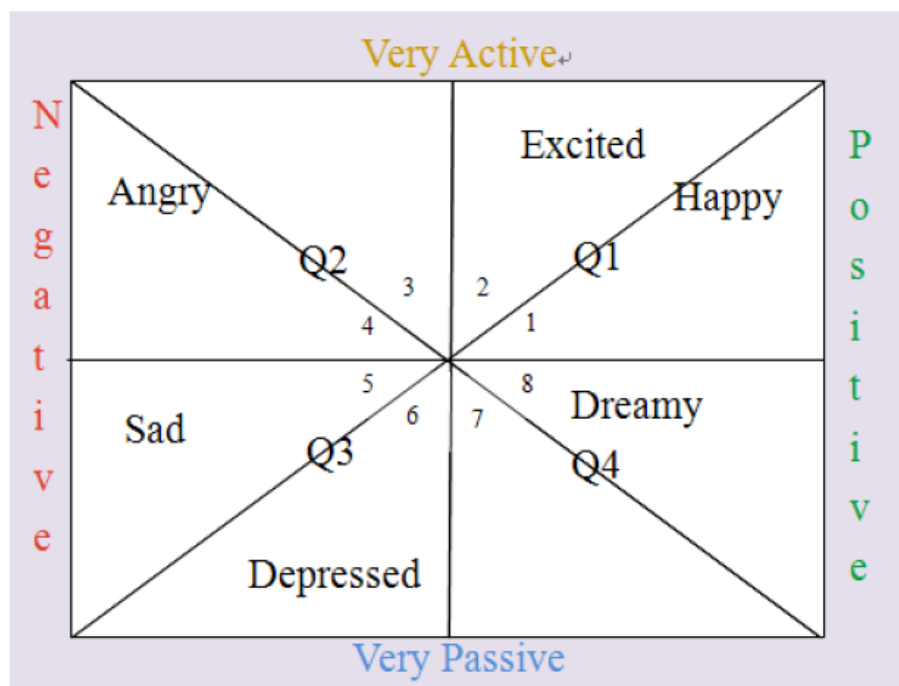 Very Active↵
Negative
Positive
Excited
Angry
Happy
Q2
Q1
3
2
4
1
5
8
6
7
Dreamy
Sad
Q3
Q4
Depressed
Very Passive